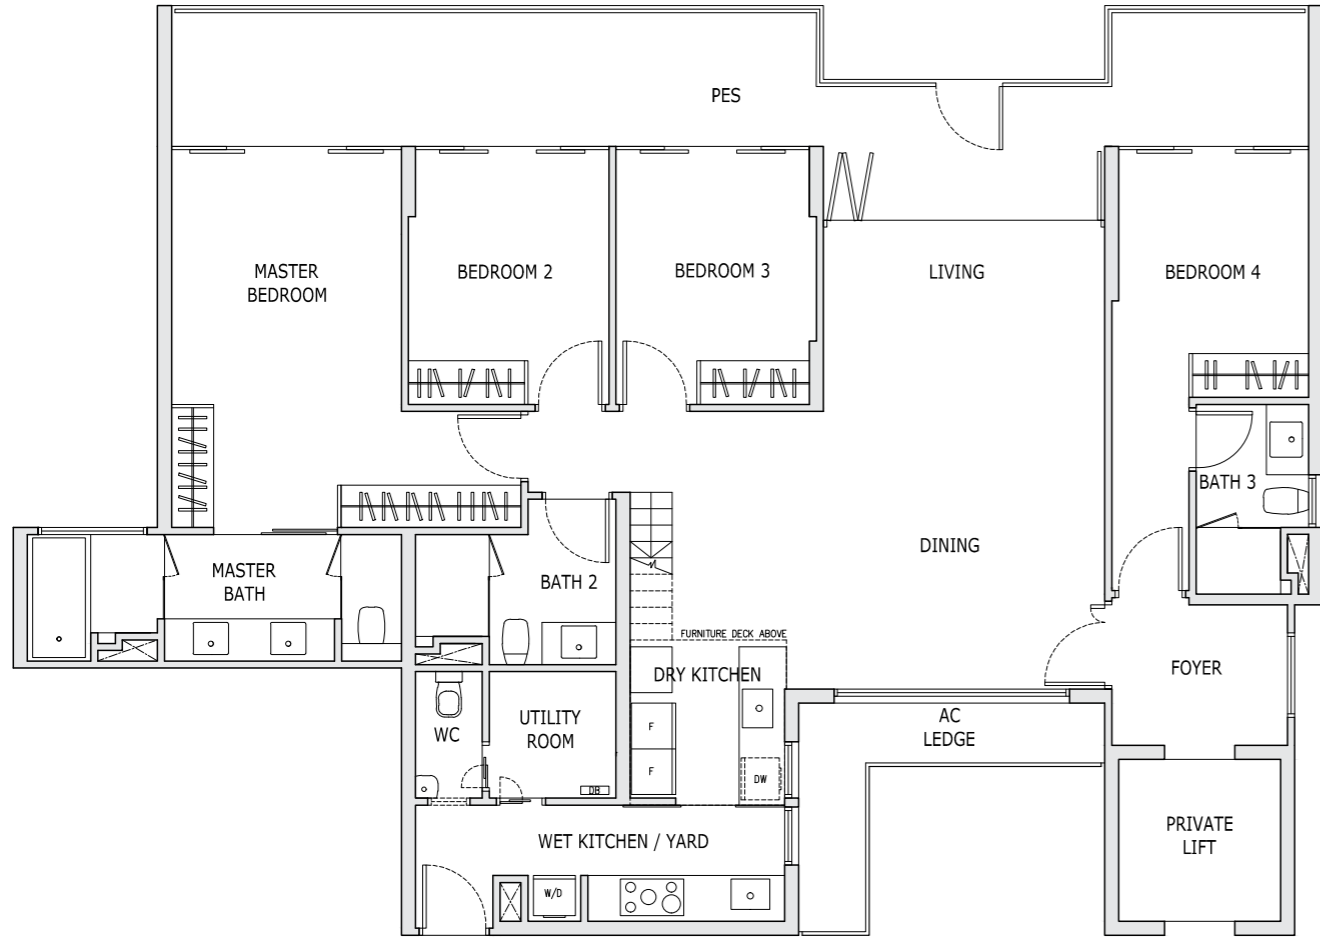 PES
MASTER
BEDROOM
BEDROOM 2
BEDROOM 3
LIVING
BEDROOM 4
BATH 3
DINING
MASTER
BATH
BATH 2
FURNITURE DECK ABOVE
DRY KITCHEN
FOYER
WC
UTILITY
ROOM
F
F
DW
DB
AC
LEDGE
WET KITCHEN / YARD
PRIVATE
LIFT
W/D